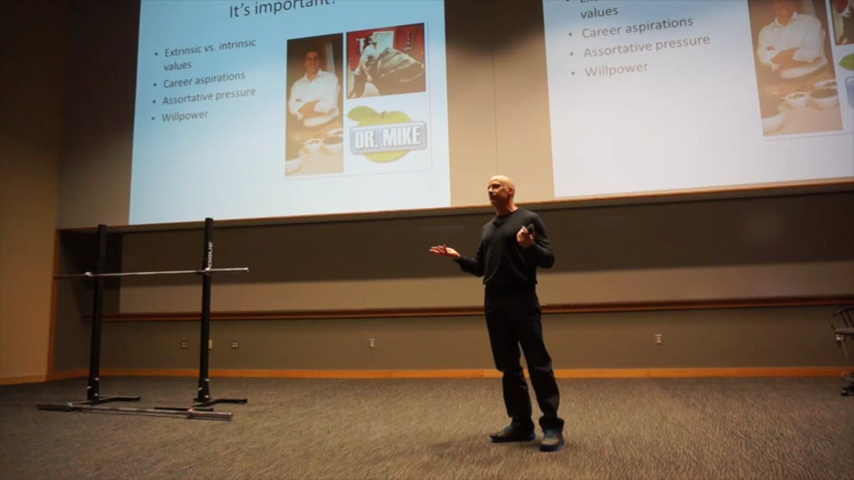 It's important!
• Extrinsic vs. intrinsic
values
• Career aspirations
• Assortative pressure
• Willpower
DR. MIKE
values
• Career aspirations
• Assortative pressure
• Willpower
ROGUE